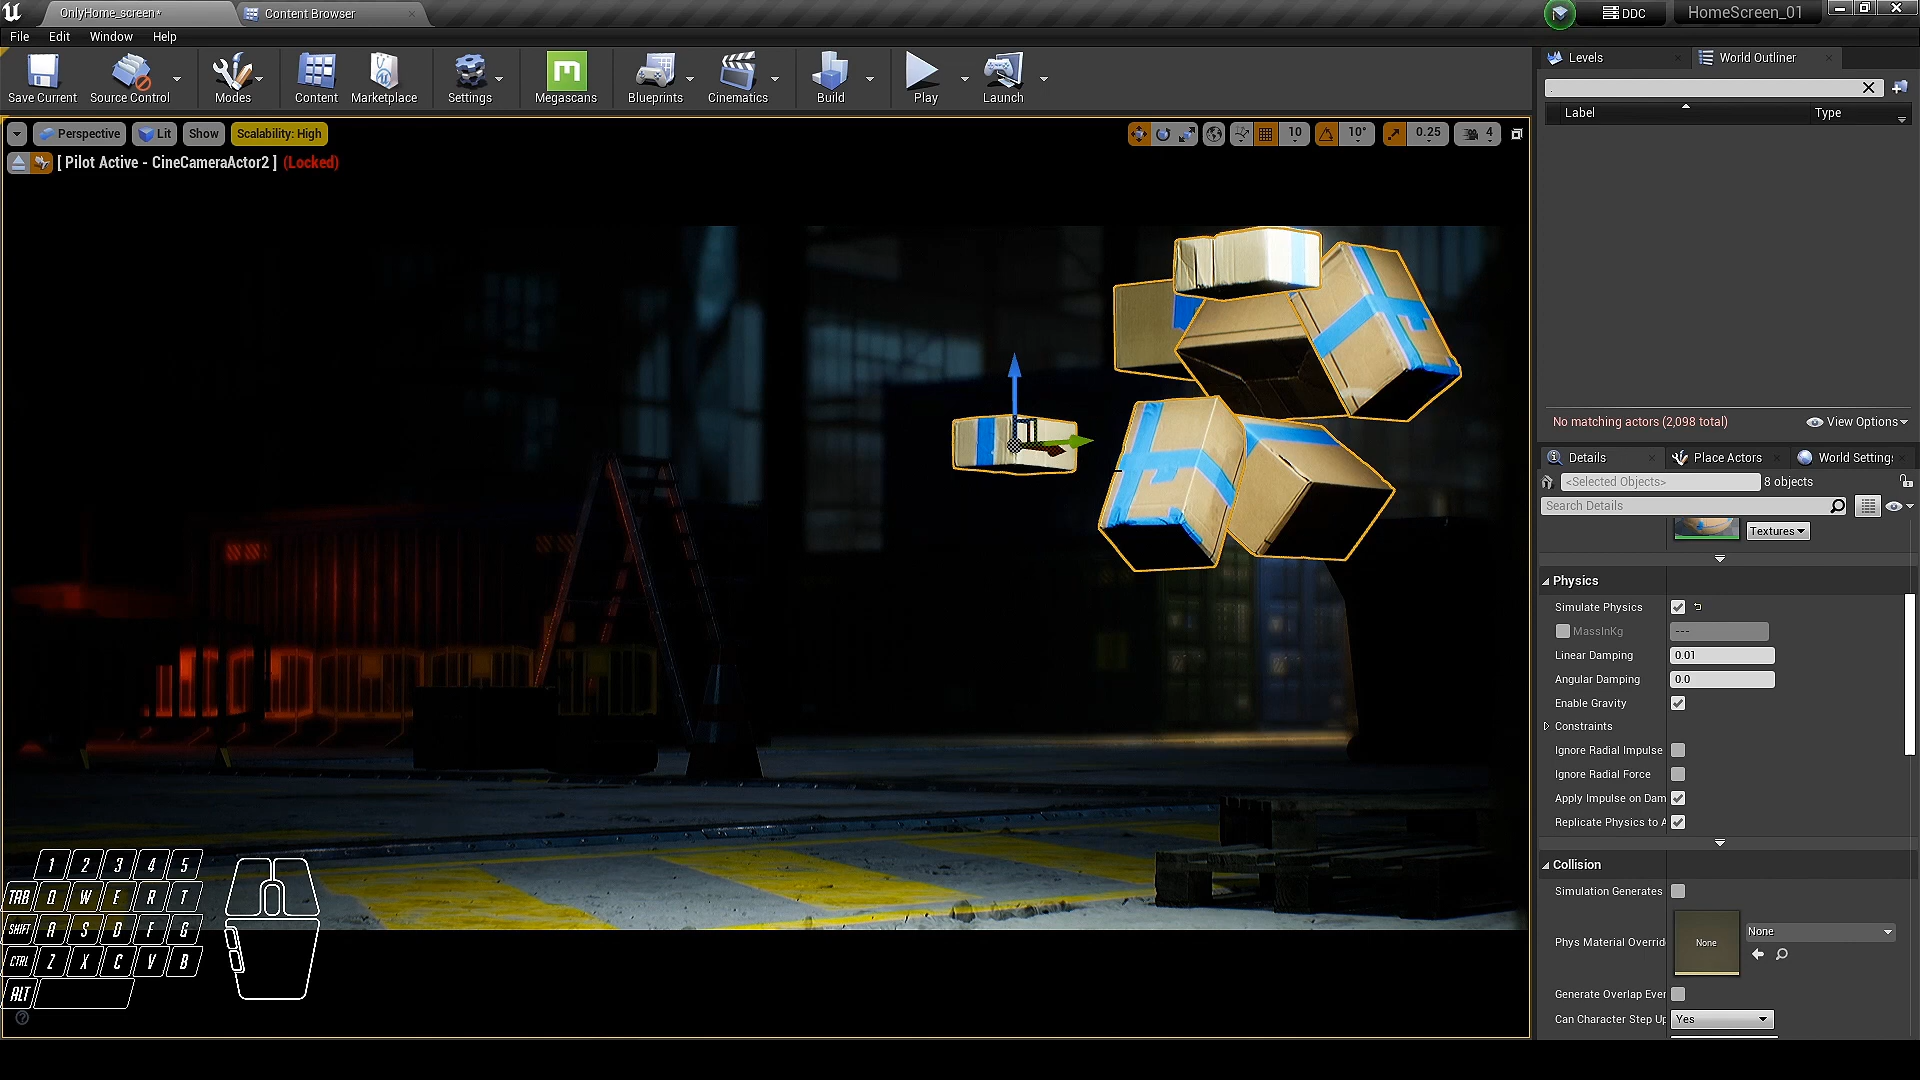 OnlyHome_screen*
Content Browser
DDC
HomeScreen_01
File Edit Window Help
Save Current
Source Control
Modes
Content
Marketplace
Settings
Megascans
Blueprints
Cinematics
Build
Play
Launch
Levels
World Outliner
.
Label
Type
Perspective
Lit
Show
Scalability: High
10
10°
0.25
4
[ Pilot Active - CineCameraActor2 ] (Locked)
No matching actors (2,098 total)
View Options
Details
Place Actors
World Settings
<Selected Objects>
8 objects
Search Details
Textures
Physics
Simulate Physics
MassInKg
---
Linear Damping
0.01
Angular Damping
0.0
Enable Gravity
Constraints
Ignore Radial Impulse
Ignore Radial Force
Apply Impulse on Dam
Replicate Physics to A
Collision
Simulation Generates
Phys Material Overrid
None
None
Generate Overlap Ever
Can Character Step Up
Yes
1 2 3 4 5
TAB Q W E R T
SHIFT A S D F G
CTRL Z X C V B
ALT